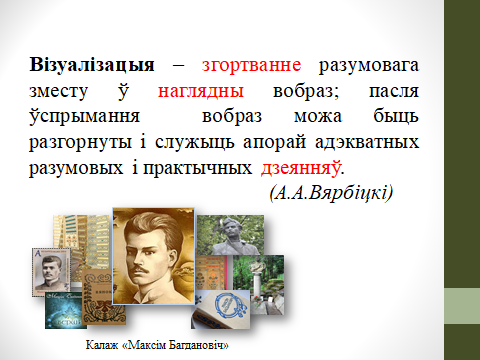 Візуалізацыя – згортванне разумовага
зместу ў наглядны вобраз; пасля
ўспрымання вобраз можа быць
разгорнуты і служыць апорай адэкватных
разумовых і практычных дзеянняў.
(А.А.Вярбіцкі)
Калаж «Максім Багдановіч»